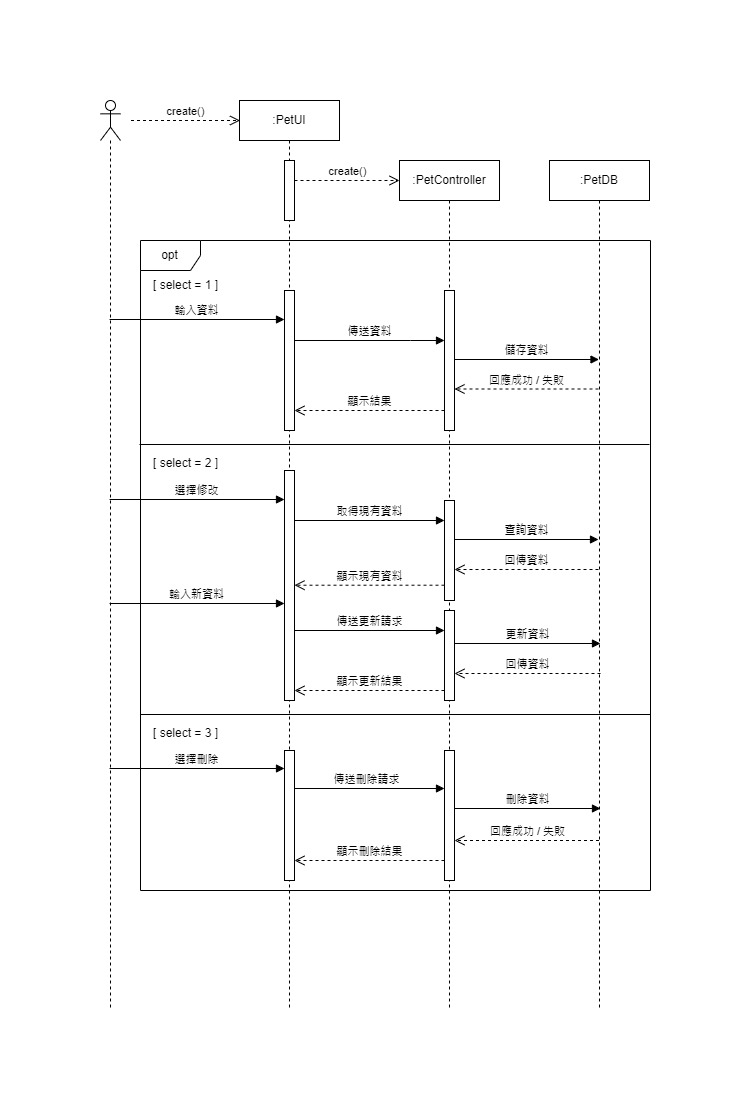 create()
:PetUI
create()
:PetController
:PetDB
opt
[ select = 1 ]
輸入資料
傳送資料
儲存資料
回應成功 / 失敗
顯示結果
[ select = 2 ]
選擇修改
取得現有資料
查詢資料
回傳資料
顯示現有資料
輸入新資料
傳送更新請求
更新資料
回傳資料
顯示更新結果
[ select = 3 ]
選擇刪除
傳送刪除請求
刪除資料
回應成功 / 失敗
顯示刪除結果